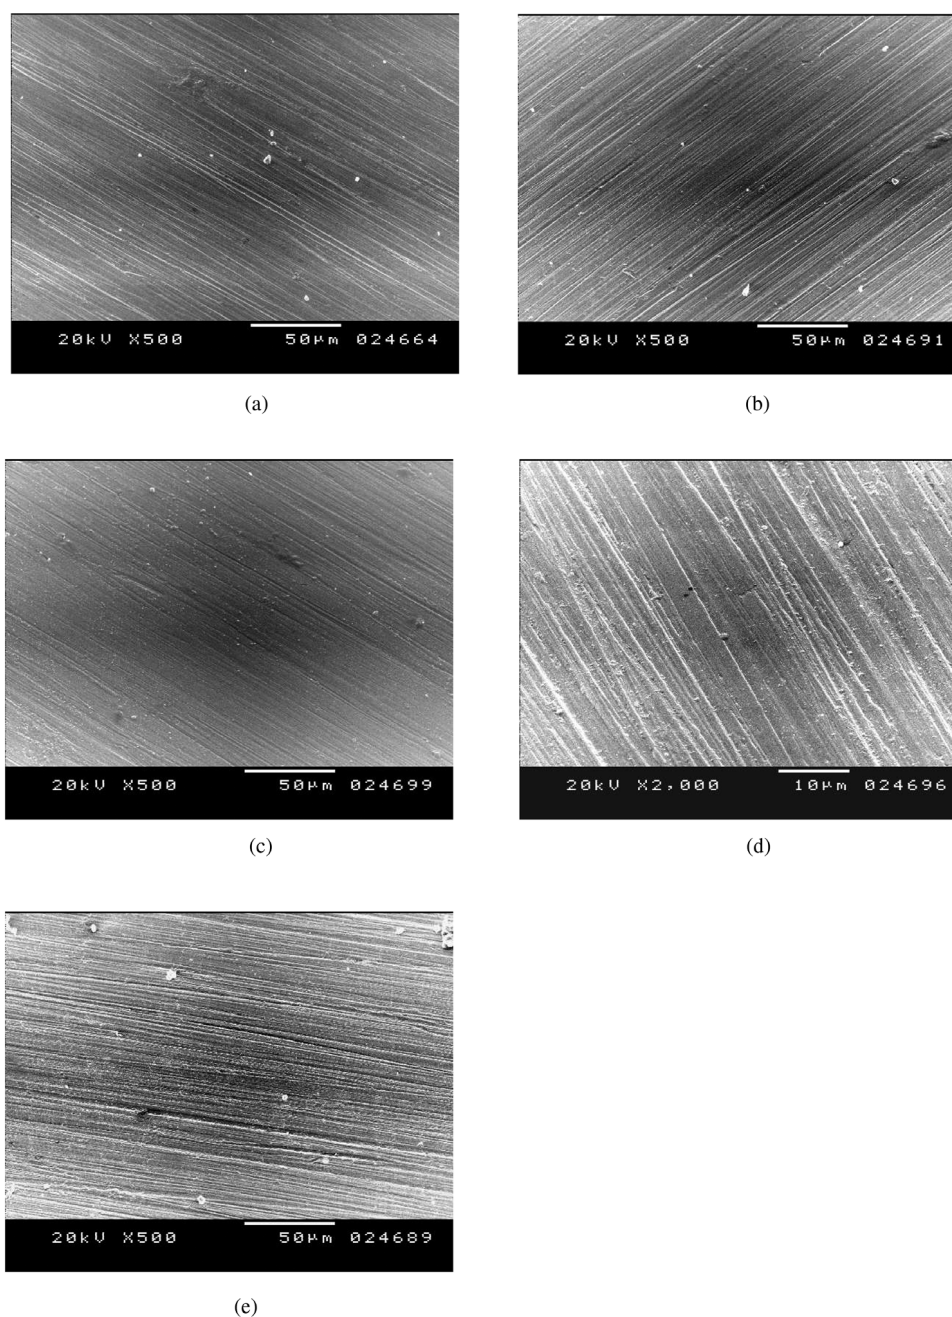 20kV X500 50μm 024664
20kV X500 50μm 024691
(a)
(b)
20kV X500 50μm 024699
20kV X2,000 10μm 024696
(c)
(d)
20kV X500 50μm 024689
(e)